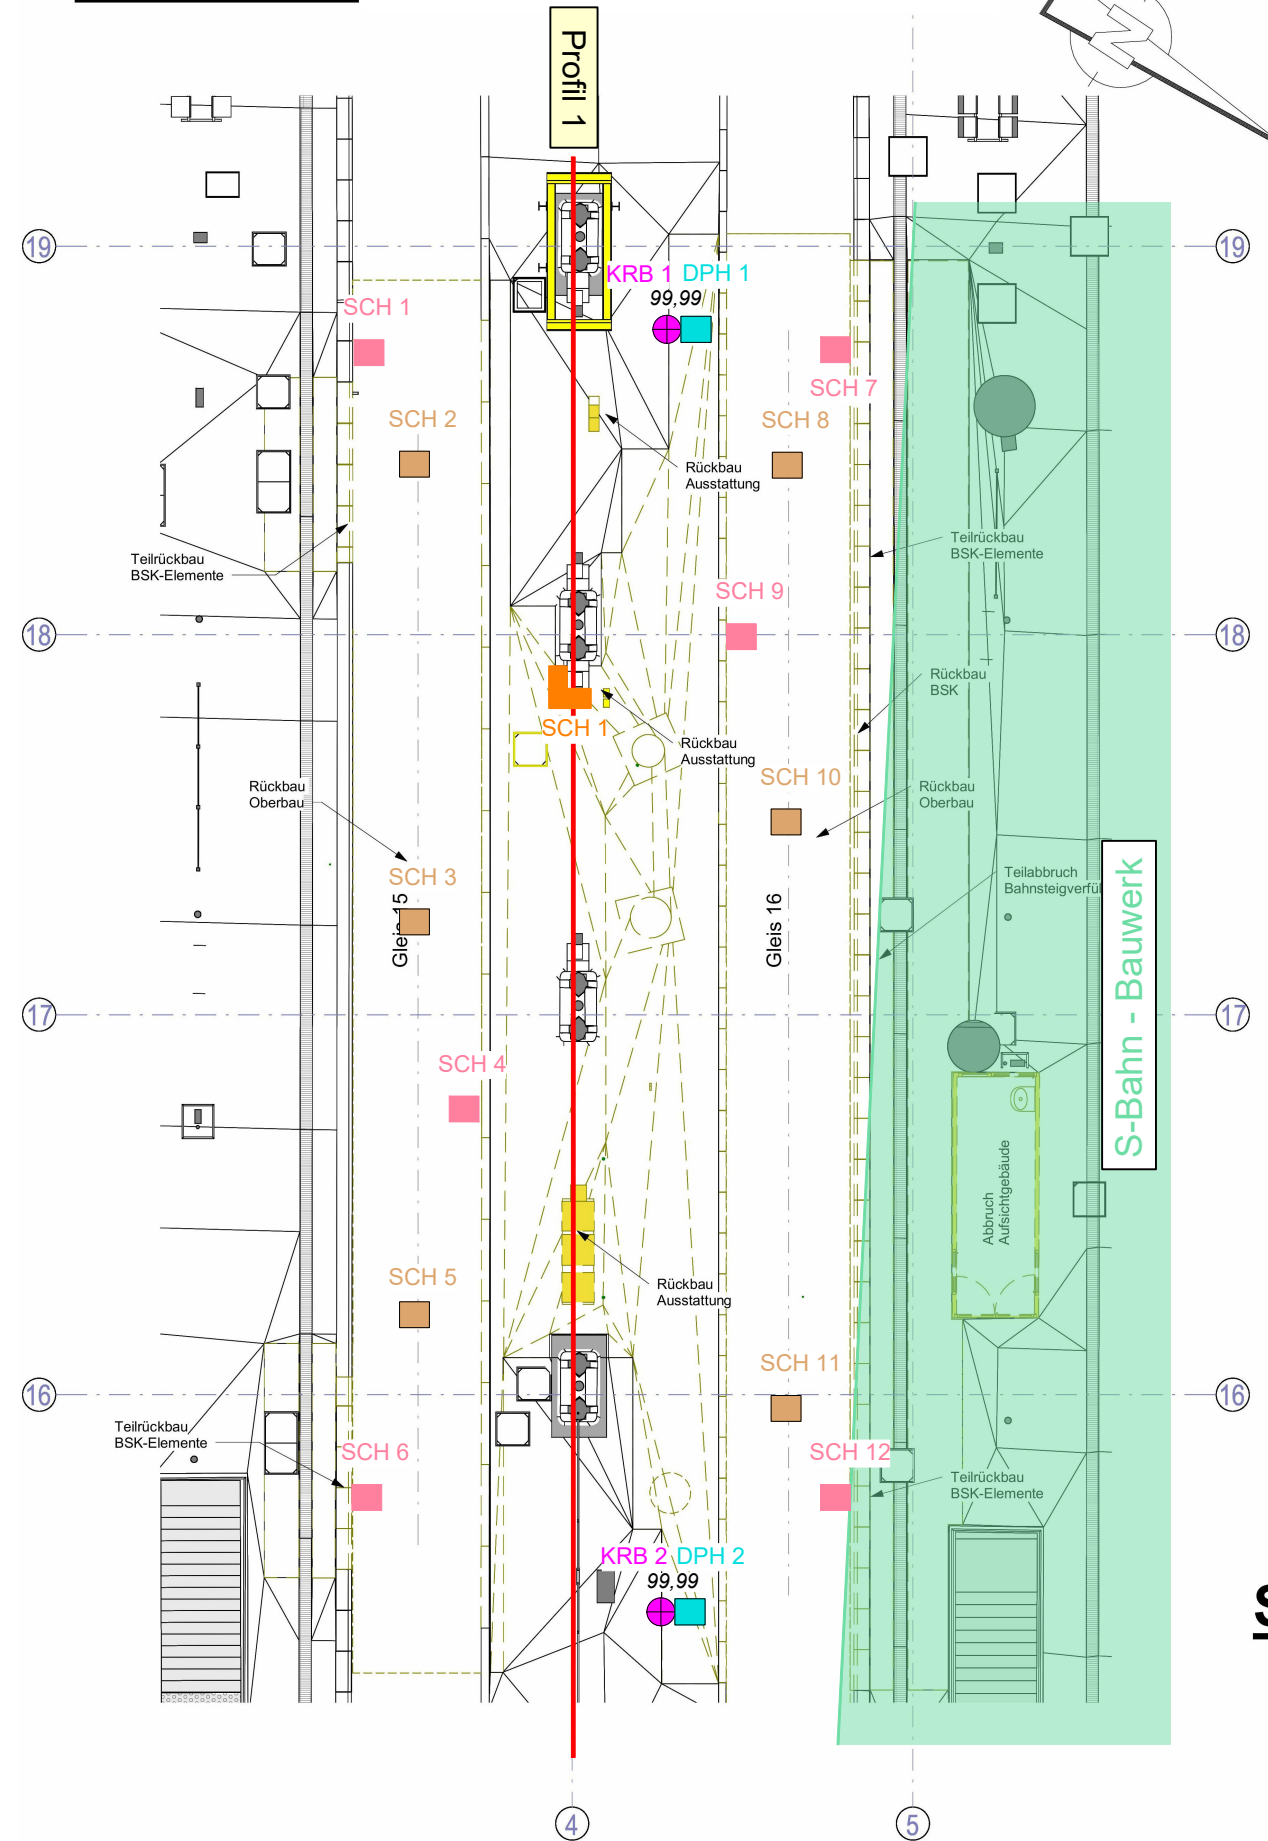 Profil 1
N
19
19
KRB 1 DPH 1
99,99
SCH 1
SCH 7
SCH 2
SCH 8
Rückbau
Ausstattung
Teilrückbau
BSK-Elemente
Teilrückbau
BSK-Elemente
SCH 9
18
18
Rückbau
BSK
SCH 1
Rückbau
Ausstattung
SCH 10
Rückbau
Oberbau
Rückbau
Oberbau
SCH 3
Teilabbruch
Bahnsteigverfül
Gleis 15
Gleis 16
S-Bahn - Bauwerk
17
17
SCH 4
Abbruch
Aufsichtgebäude
SCH 5
Rückbau
Ausstattung
SCH 11
16
16
Teilrückbau
BSK-Elemente
SCH 6
SCH 12
Teilrückbau
BSK-Elemente
KRB 2 DPH 2
99,99
4
5